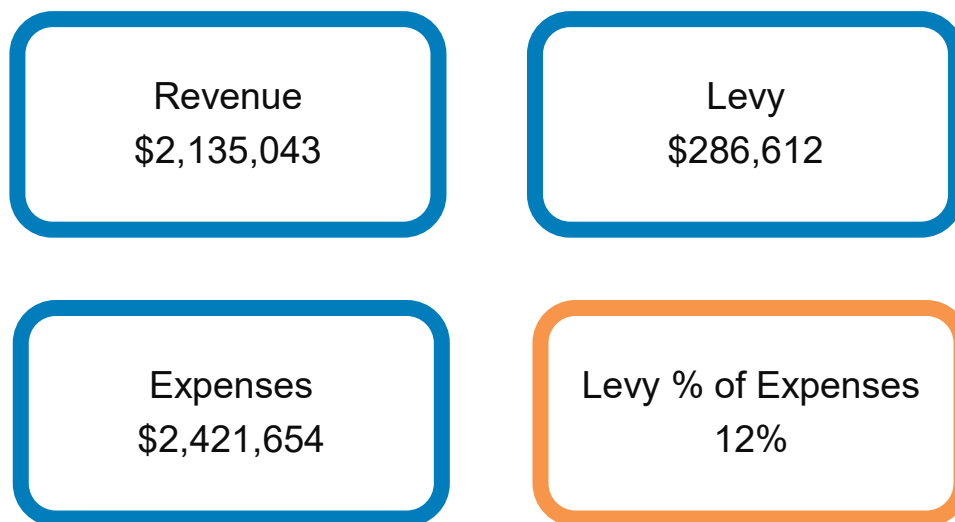 Revenue
$2,135,043
Levy
$286,612
Expenses
$2,421,654
Levy % of Expenses
12%